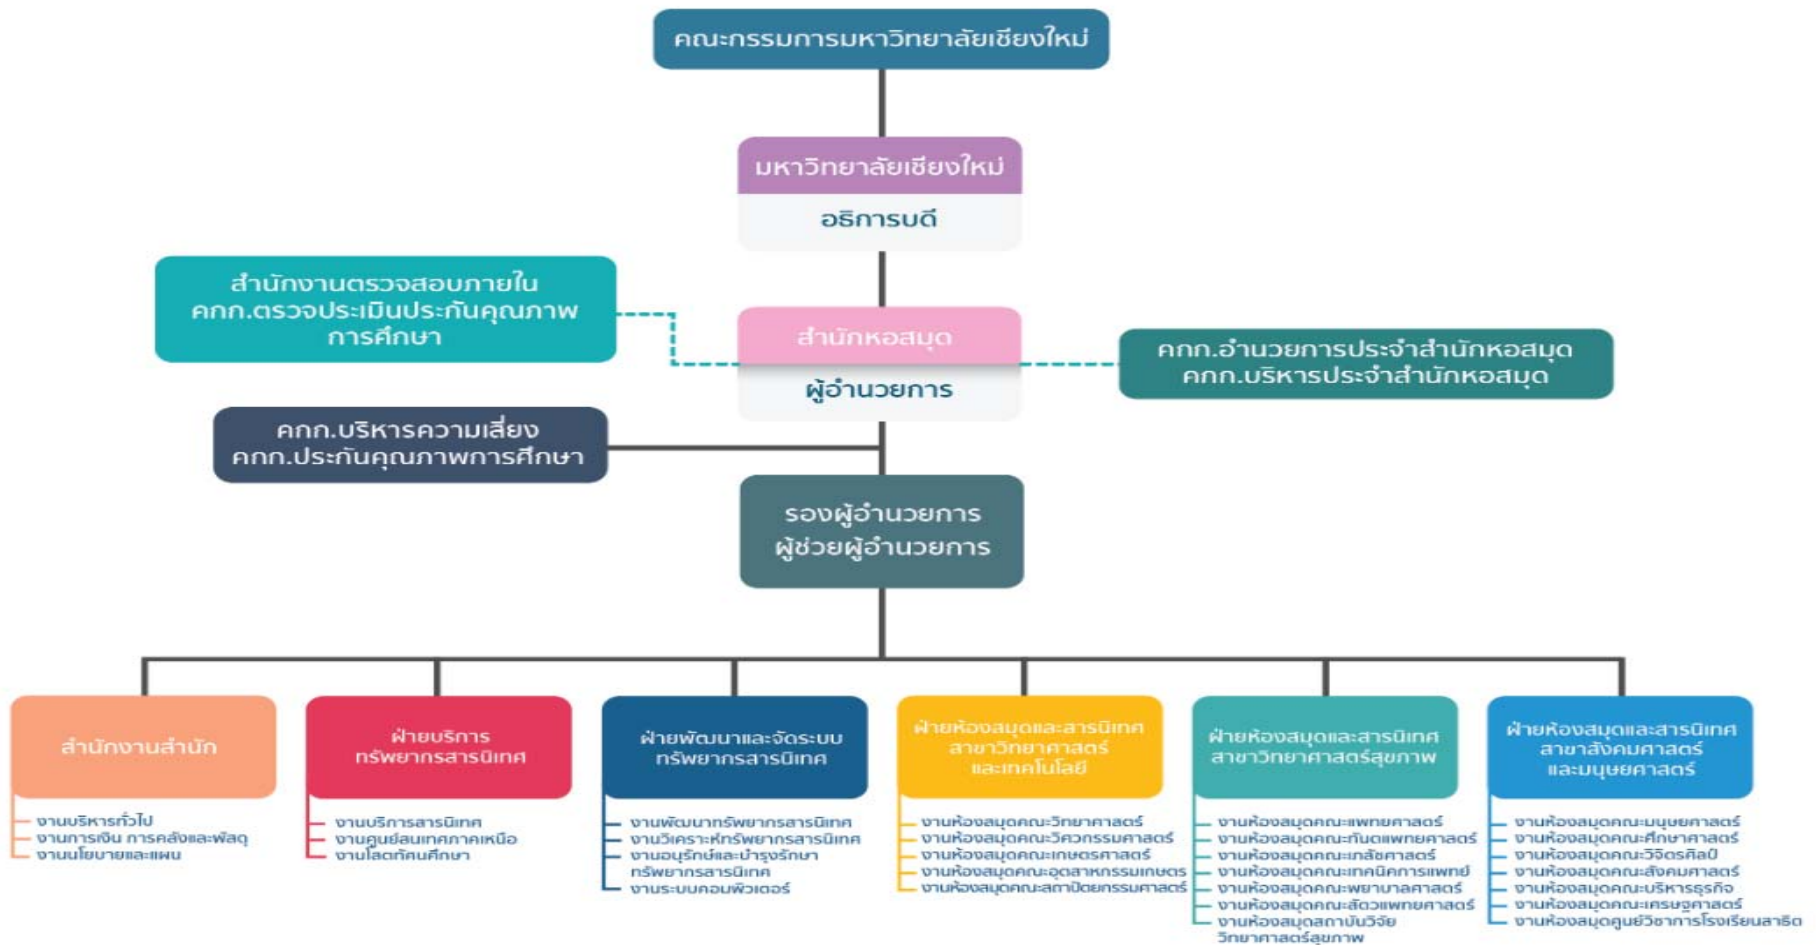 คณะกรรมการมหาวิทยาลัยเชียงใหม่
มหาวิทยาลัยเชียงใหม่
อธิการบดี
สำนักงานตรวจสอบภายใน
คกก.ตรวจประเมินประกันคุณภาพ
การศึกษา
สำนักหอสมุด
ผู้อำนวยการ
คกก.อำนวยการประจำสำนักหอสมุด
คกก.บริหารประจำสำนักหอสมุด
คกก.บริหารความเสี่ยง
คกก.ประกันคุณภาพการศึกษา
รองผู้อำนวยการ
ผู้ช่วยผู้อำนวยการ
สำนักงานสำนัก
งานบริหารทั่วไป
งานการเงิน การคลังและพัสดุ
งานนโยบายและแผน
ฝ่ายบริการ
ทรัพยากรสารนิเทศ
งานบริการสารนิเทศ
งานศูนย์สนเทศภาคเหนือ
งานโสตทัศนศึกษา
ฝ่ายพัฒนาและจัดระบบ
ทรัพยากรสารนิเทศ
งานพัฒนาทรัพยากรสารนิเทศ
งานวิเคราะห์ทรัพยากรสารนิเทศ
งานอนุรักษ์และบำรุงรักษา
ทรัพยากรสารนิเทศ
งานระบบคอมพิวเตอร์
ฝ่ายห้องสมุดและสารนิเทศ
สาขาวิทยาศาสตร์
และเทคโนโลยี
งานห้องสมุดคณะวิทยาศาสตร์
งานห้องสมุดคณะวิศวกรรมศาสตร์
งานห้องสมุดคณะเกษตรศาสตร์
งานห้องสมุดคณะอุตสาหกรรมเกษตร
งานห้องสมุดคณะสถาปัตยกรรมศาสตร์
ฝ่ายห้องสมุดและสารนิเทศ
สาขาวิทยาศาสตร์สุขภาพ
งานห้องสมุดคณะแพทยศาสตร์
งานห้องสมุดคณะทันตแพทยศาสตร์
งานห้องสมุดคณะเภสัชศาสตร์
งานห้องสมุดคณะเทคนิคการแพทย์
งานห้องสมุดคณะพยาบาลศาสตร์
งานห้องสมุดคณะสัตวแพทยศาสตร์
งานห้องสมุดสถาบันวิจัย
วิทยาศาสตร์สุขภาพ
ฝ่ายห้องสมุดและสารนิเทศ
สาขาสังคมศาสตร์
และมนุษยศาสตร์
งานห้องสมุดคณะมนุษยศาสตร์
งานห้องสมุดคณะศึกษาศาสตร์
งานห้องสมุดคณะวิจิตรศิลป์
งานห้องสมุดคณะสังคมศาสตร์
งานห้องสมุดคณะบริหารธุรกิจ
งานห้องสมุดคณะเศรษฐศาสตร์
งานห้องสมุดศูนย์วิชาการโรงเรียนสาธิต